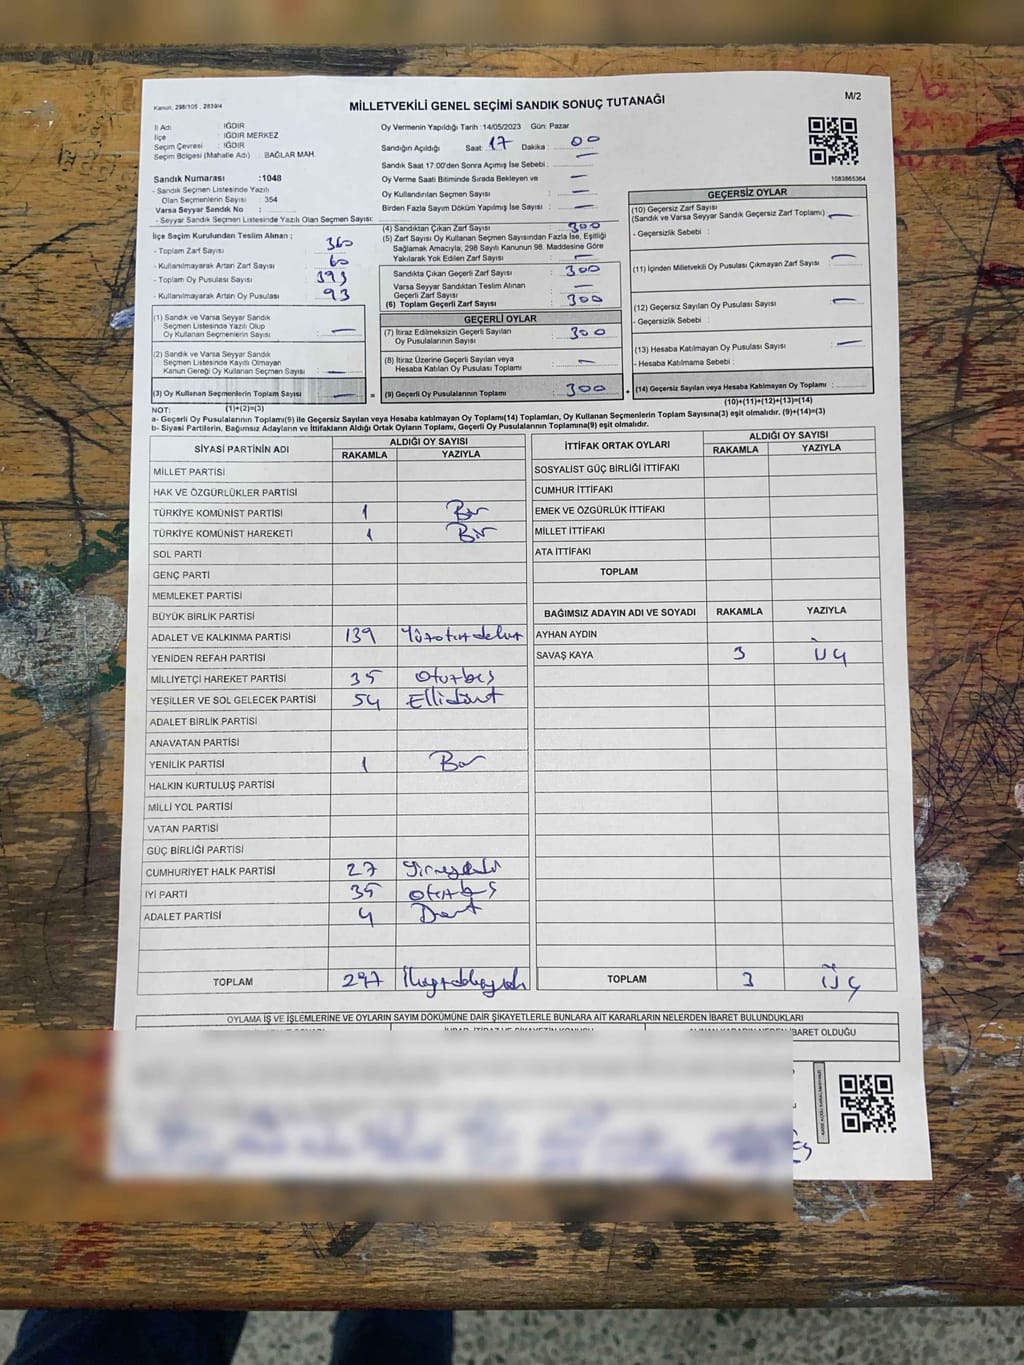 Kanun, 298/105 , 2839/4
MİLLETVEKİLİ GENEL SEÇİMİ SANDIK SONUÇ TUTANAĞI
M/2
İl Adı : IĞDIR
İlçe : IĞDIR MERKEZ
Seçim Çevresi : IĞDIR
Seçim Bölgesi (Mahalle Adı) : BAĞLAR MAH.
Sandık Numarası :1048
- Sandık Seçmen Listesinde Yazılı
Olan Seçmenlerin Sayısı : 354
Varsa Seyyar Sandık No :
- Seyyar Sandık Seçmen Listesinde Yazılı Olan Seçmen Sayısı:
İlçe Seçim Kurulundan Teslim Alınan ;
- Toplam Zarf Sayısı : 360
- Kullanılmayarak Artan Zarf Sayısı : 60
- Toplam Oy Pusulası Sayısı : 393
- Kullanılmayarak Artan Oy Pusulası : 93
(1) Sandık ve Varsa Seyyar Sandık
Seçmen Listesinde Yazılı Olup
Oy Kullanan Seçmenlerin Sayısı : —
(2) Sandık ve Varsa Seyyar Sandık
Seçmen Listesinde Kayıtlı Olmayan
Kanun Gereği Oy Kullanan Seçmen Sayısı : —
(3) Oy Kullanan Seçmenlerin Toplam Sayısı : —
(1)+(2)=(3)
Oy Vermenin Yapıldığı Tarih :14/05/2023 Gün: Pazar
Sandığın Açıldığı Saat : 17 Dakika : 00
Sandık Saat 17:00'den Sonra Açılmış İse Sebebi : —
Oy Verme Saati Bitiminde Sırada Bekleyen ve
Oy Kullandırılan Seçmen Sayısı : —
Birden Fazla Sayım Döküm Yapılmış İse Sayısı : —
(4) Sandıktan Çıkan Zarf Sayısı : 300
(5) Zarf Sayısı Oy Kullanan Seçmen Sayısından Fazla İse, Eşitliği
Sağlamak Amacıyla; 298 Sayılı Kanunun 98. Maddesine Göre
Yakılarak Yok Edilen Zarf Sayısı : —
Sandıkta Çıkan Geçerli Zarf Sayısı : 300
Varsa Seyyar Sandıktan Teslim Alınan
Geçerli Zarf Sayısı : —
(6) Toplam Geçerli Zarf Sayısı : 300
GEÇERLİ OYLAR
(7) İtiraz Edilmeksizin Geçerli Sayılan
Oy Pusulalarının Sayısı : 300
(8) İtiraz Üzerine Geçerli Sayılan veya
Hesaba Katılan Oy Pusulası Toplamı : —
= (9) Geçerli Oy Pusulalarının Toplamı : 300 +
1083865364
GEÇERSİZ OYLAR
(10) Geçersiz Zarf Sayısı
(Sandık ve Varsa Seyyar Sandık Geçersiz Zarf Toplamı) : —
- Geçersizlik Sebebi :
(11) İçinden Milletvekili Oy Pusulası Çıkmayan Zarf Sayısı : —
(12) Geçersiz Sayılan Oy Pusulası Sayısı : —
- Geçersizlik Sebebi :
(13) Hesaba Katılmayan Oy Pusulası Sayısı : —
- Hesaba Katılmama Sebebi :
(14) Geçersiz Sayılan veya Hesaba Katılmayan Oy Toplamı :
(10)+(11)+(12)+(13)=(14)
NOT:
a- Geçerli Oy Pusulalarının Toplamı(9) ile Geçersiz Sayılan veya Hesaba katılmayan Oy Toplamı(14) Toplamları, Oy Kullanan Seçmenlerin Toplam Sayısına(3) eşit olmalıdır. (9)+(14)=(3)
b- Siyasi Partilerin, Bağımsız Adayların ve İttifakların Aldığı Ortak Oyların Toplamı, Geçerli Oy Pusulalarının Toplamına(9) eşit olmalıdır.
SİYASİ PARTİNİN ADI ALDIĞI OY SAYISI
RAKAMLA YAZIYLA
MİLLET PARTİSİ
HAK VE ÖZGÜRLÜKLER PARTİSİ
TÜRKİYE KOMÜNİST PARTİSİ 1 Bir
TÜRKİYE KOMÜNİST HAREKETİ 1 Bir
SOL PARTİ
GENÇ PARTİ
MEMLEKET PARTİSİ
BÜYÜK BİRLİK PARTİSİ
ADALET VE KALKINMA PARTİSİ 139
YENİDEN REFAH PARTİSİ
MİLLİYETÇİ HAREKET PARTİSİ 35 Otuzbeş
YEŞİLLER VE SOL GELECEK PARTİSİ 54 Ellidört
ADALET BİRLİK PARTİSİ
ANAVATAN PARTİSİ
YENİLİK PARTİSİ 1 Bir
HALKIN KURTULUŞ PARTİSİ
MİLLİ YOL PARTİSİ
VATAN PARTİSİ
GÜÇ BİRLİĞİ PARTİSİ
CUMHURİYET HALK PARTİSİ 27
İYİ PARTİ 35 Otuzbeş
ADALET PARTİSİ 4 Dört
TOPLAM 297
İTTİFAK ORTAK OYLARI ALDIĞI OY SAYISI
RAKAMLA YAZIYLA
SOSYALİST GÜÇ BİRLİĞİ İTTİFAKI
CUMHUR İTTİFAKI
EMEK VE ÖZGÜRLÜK İTTİFAKI
MİLLET İTTİFAKI
ATA İTTİFAKI
TOPLAM
BAĞIMSIZ ADAYIN ADI VE SOYADI RAKAMLA YAZIYLA
AYHAN AYDIN
SAVAŞ KAYA 3 Üç
TOPLAM 3 Üç
OYLAMA İŞ VE İŞLEMLERİNE VE OYLARIN SAYIM DÖKÜMÜNE DAİR ŞİKAYETLERLE BUNLARA AİT KARARLARIN NELERDEN İBARET BULUNDUKLARI
İBARET OLDUĞU